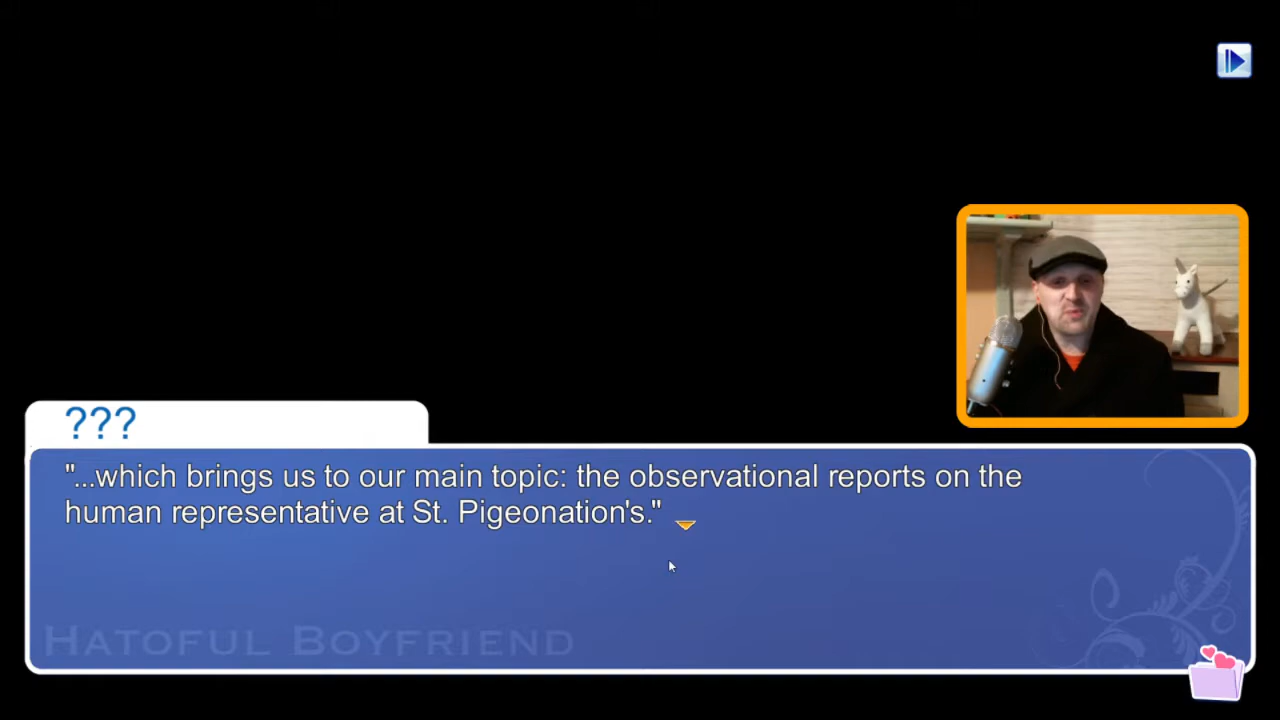 ???
"...which brings us to our main topic: the observational reports on the
human representative at St. Pigeonation's."
HATOFUL BOYFRIEND